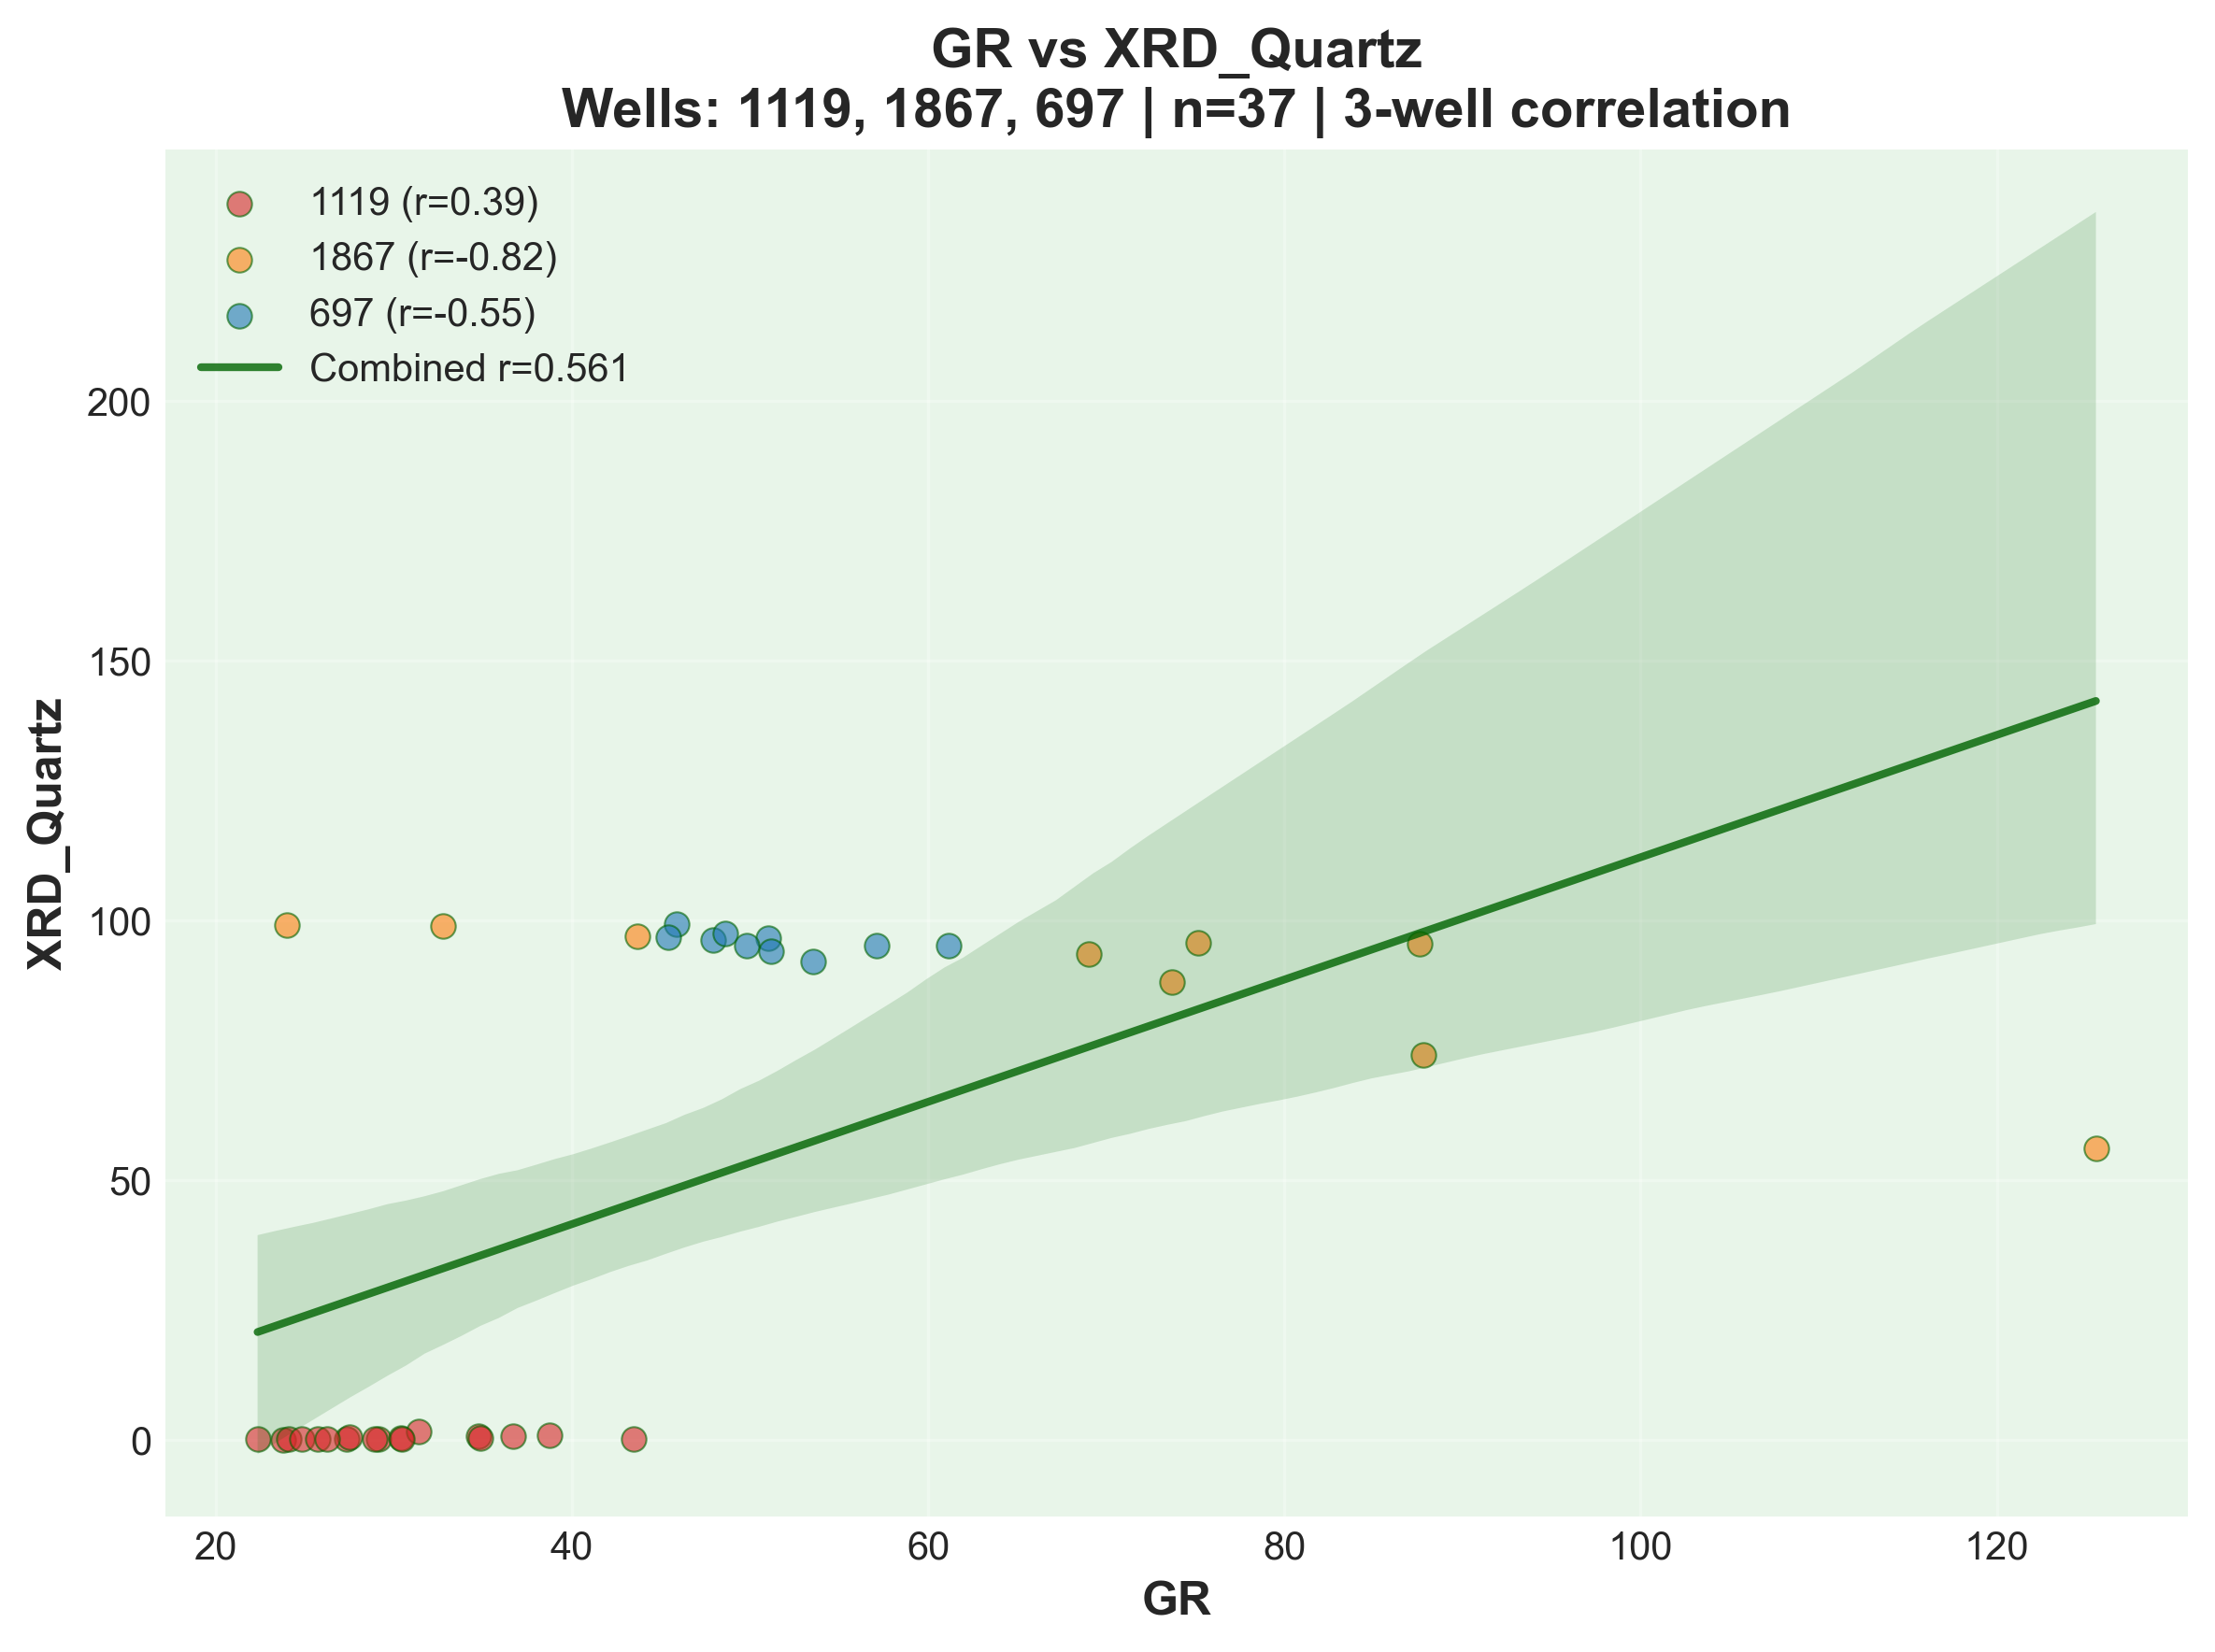 GR vs XRD_Quartz
Wells: 1119, 1867, 697 | n=37 | 3-well correlation
1119 (r=0.39)
1867 (r=-0.82)
697 (r=-0.55)
Combined r=0.561
XRD_Quartz
200
150
100
50
0
20
40
60
80
100
120
GR